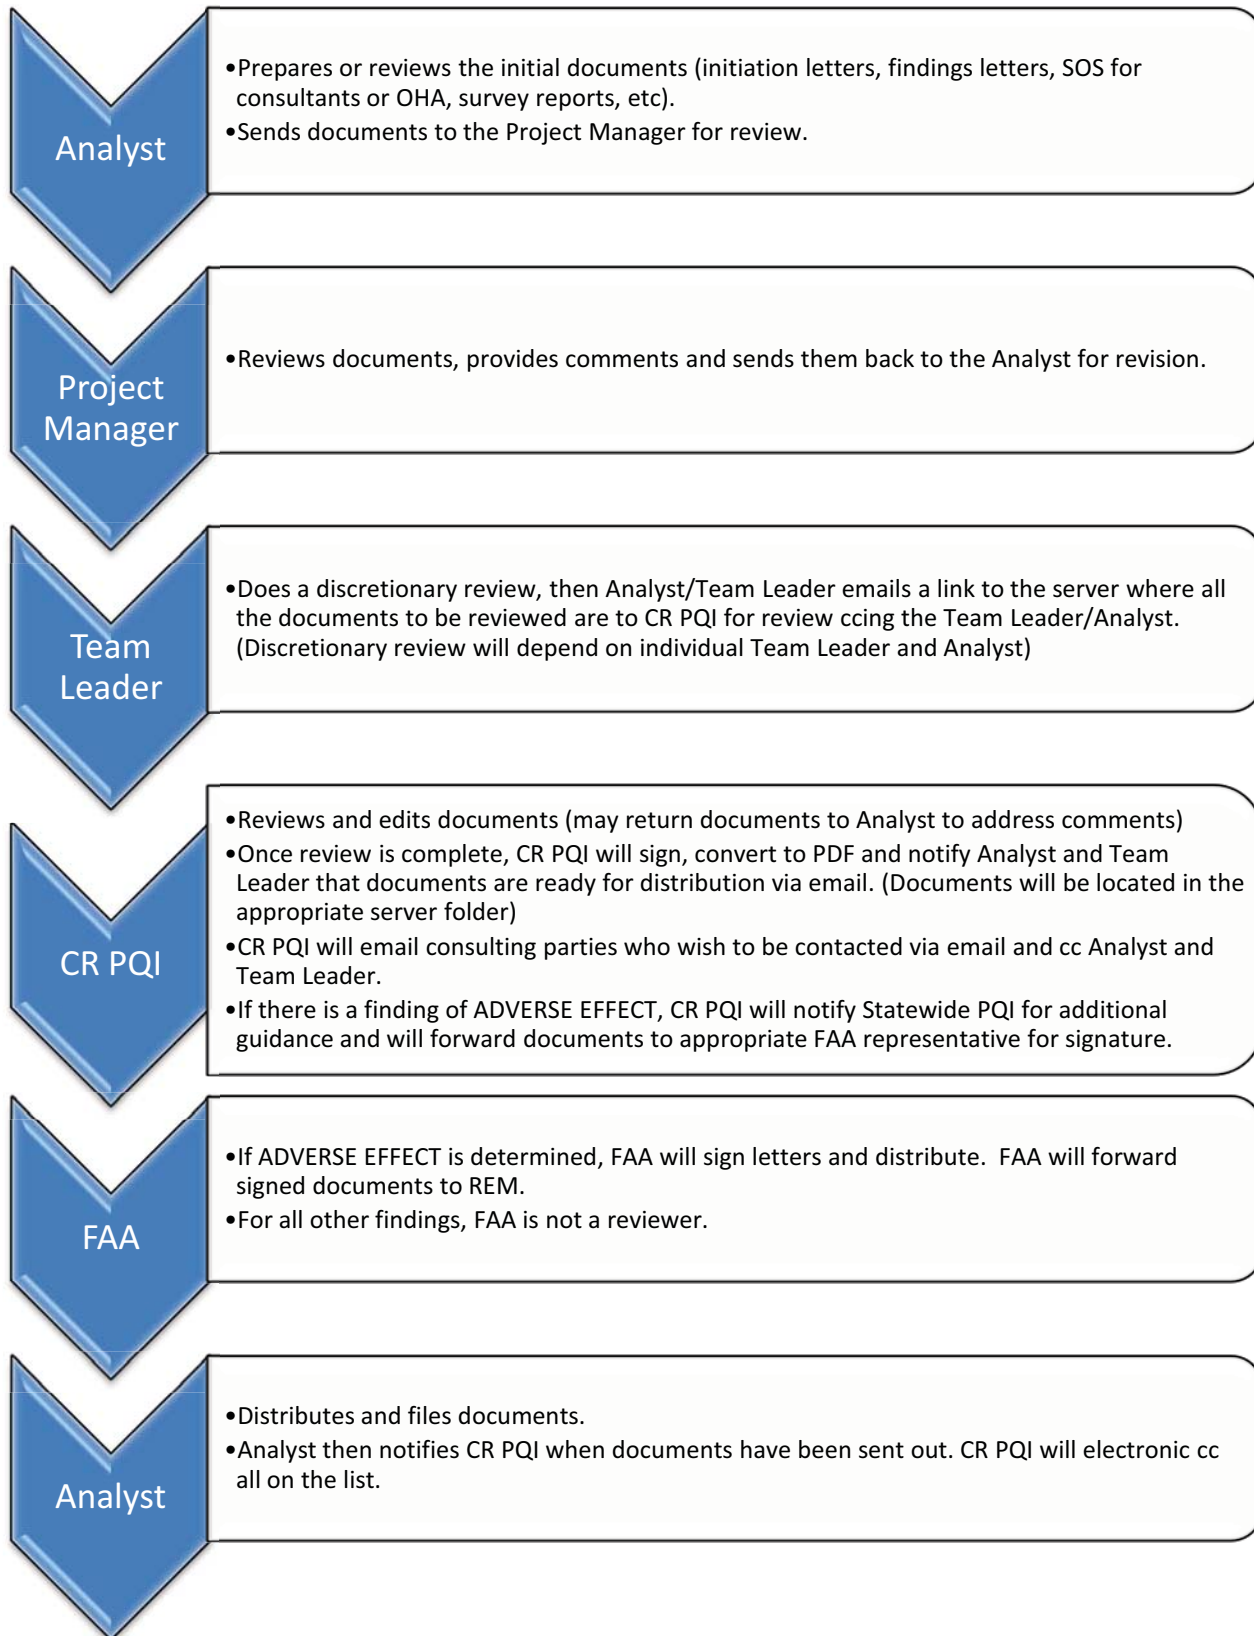 Analyst
•Prepares or reviews the initial documents (initiation letters, findings letters, SOS for
consultants or OHA, survey reports, etc).
•Sends documents to the Project Manager for review.
Project
Manager
•Reviews documents, provides comments and sends them back to the Analyst for revision.
Team
Leader
•Does a discretionary review, then Analyst/Team Leader emails a link to the server where all
the documents to be reviewed are to CR PQI for review ccing the Team Leader/Analyst.
(Discretionary review will depend on individual Team Leader and Analyst)
CR PQI
•Reviews and edits documents (may return documents to Analyst to address comments)
•Once review is complete, CR PQI will sign, convert to PDF and notify Analyst and Team
Leader that documents are ready for distribution via email. (Documents will be located in the
appropriate server folder)
•CR PQI will email consulting parties who wish to be contacted via email and cc Analyst and
Team Leader.
•If there is a finding of ADVERSE EFFECT, CR PQI will notify Statewide PQI for additional
guidance and will forward documents to appropriate FAA representative for signature.
FAA
•If ADVERSE EFFECT is determined, FAA will sign letters and distribute.  FAA will forward
signed documents to REM.
•For all other findings, FAA is not a reviewer.
Analyst
•Distributes and files documents.
•Analyst then notifies CR PQI when documents have been sent out. CR PQI will electronic cc
all on the list.